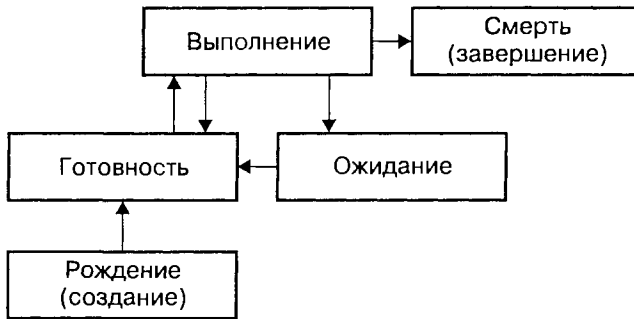 Выполнение
Смерть
(завершение)
Готовность
Ожидание
Рождение
(создание)